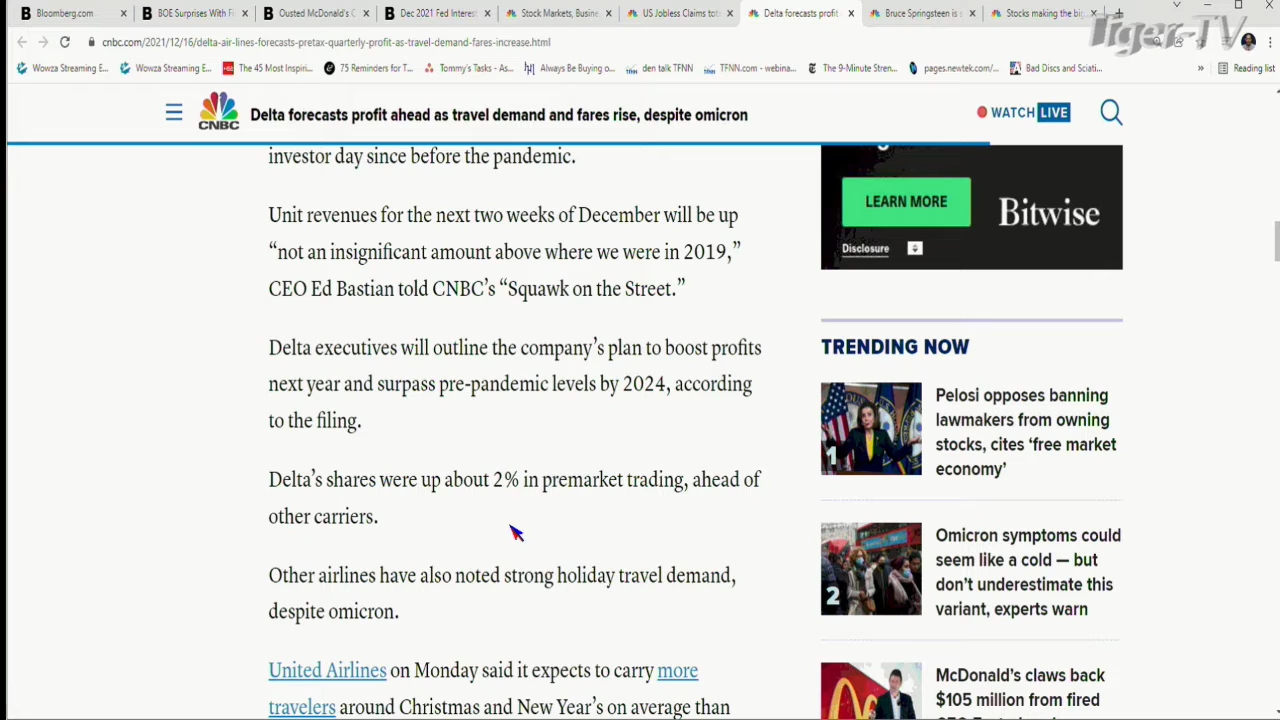 Bloomberg.com
BOE Surprises With F
Ousted McDonald's C
Dec 2021 Fed Interest
Stock Markets, Busine
US Jobless Claims tota
Delta forecasts profit
Bruce Springsteen is s
Stocks making the big
Tiger-TV
cnbc.com/2021/12/16/delta-air-lines-forecasts-pretax-quarterly-profit-as-travel-demand-fares-increase.html
Wowza Streaming E...
Wowza Streaming E...
The 45 Most Inspiri...
75 Reminders for T...
Tommy's Tasks - As...
Always Be Buying o...
den talk TFNN
TFNN.com - webina...
The 9-Minute Stren...
pages.newtek.com/...
Bad Discs and Sciati...
»
Reading list
CNBC
Delta forecasts profit ahead as travel demand and fares rise, despite omicron
WATCH LIVE
investor day since before the pandemic.
Unit revenues for the next two weeks of December will be up
“not an insignificant amount above where we were in 2019,”
CEO Ed Bastian told CNBC’s “Squawk on the Street.”
Delta executives will outline the company’s plan to boost profits
next year and surpass pre-pandemic levels by 2024, according
to the filing.
Delta’s shares were up about 2% in premarket trading, ahead of
other carriers.
Other airlines have also noted strong holiday travel demand,
despite omicron.
United Airlines on Monday said it expects to carry more
travelers around Christmas and New Year’s on average than
LEARN MORE
Bitwise
Disclosure
TRENDING NOW
1
Pelosi opposes banning
lawmakers from owning
stocks, cites ‘free market
economy’
2
Omicron symptoms could
seem like a cold — but
don’t underestimate this
variant, experts warn
McDonald’s claws back
$105 million from fired